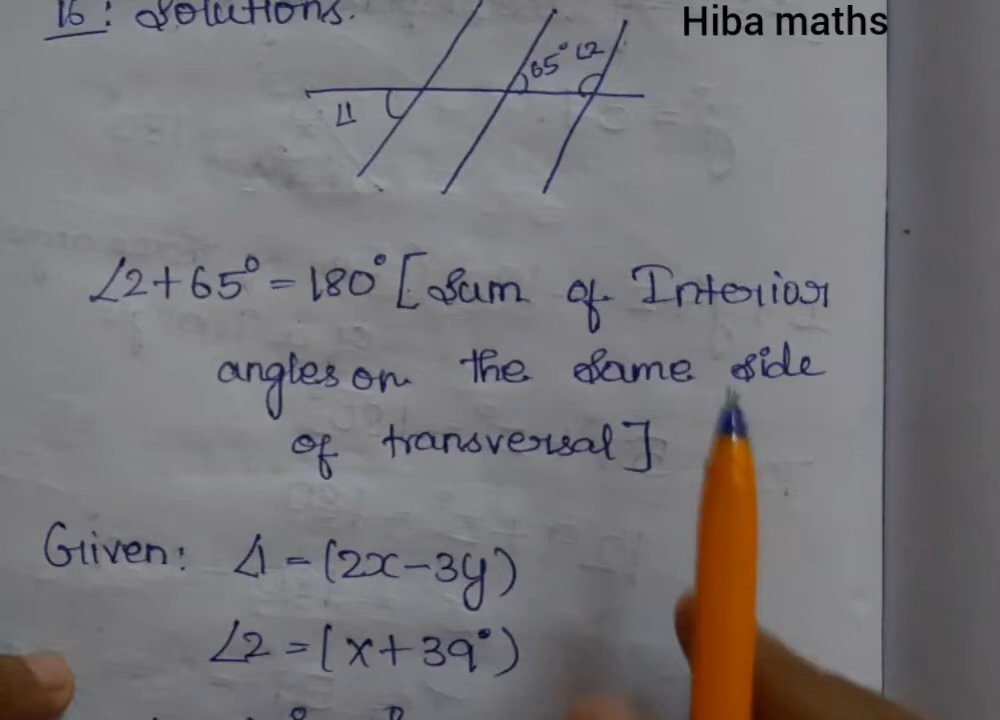 16: Solutions.
Hiba maths
65° ∠2
∠1
∠2+65°=180° [Sum of Interior
angles on the same side
of transversal]
Given: ∠1=(2x-3y)
∠2=(x+39°)